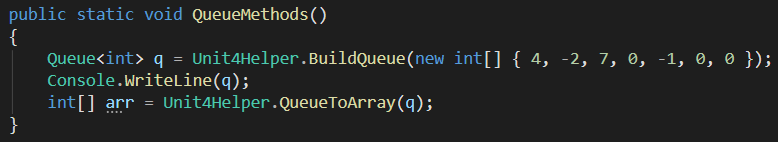 public static void QueueMethods()
{
    Queue<int> q = Unit4Helper.BuildQueue(new int[] { 4, -2, 7, 0, -1, 0, 0 });
    Console.WriteLine(q);
    int[] arr = Unit4Helper.QueueToArray(q);
}